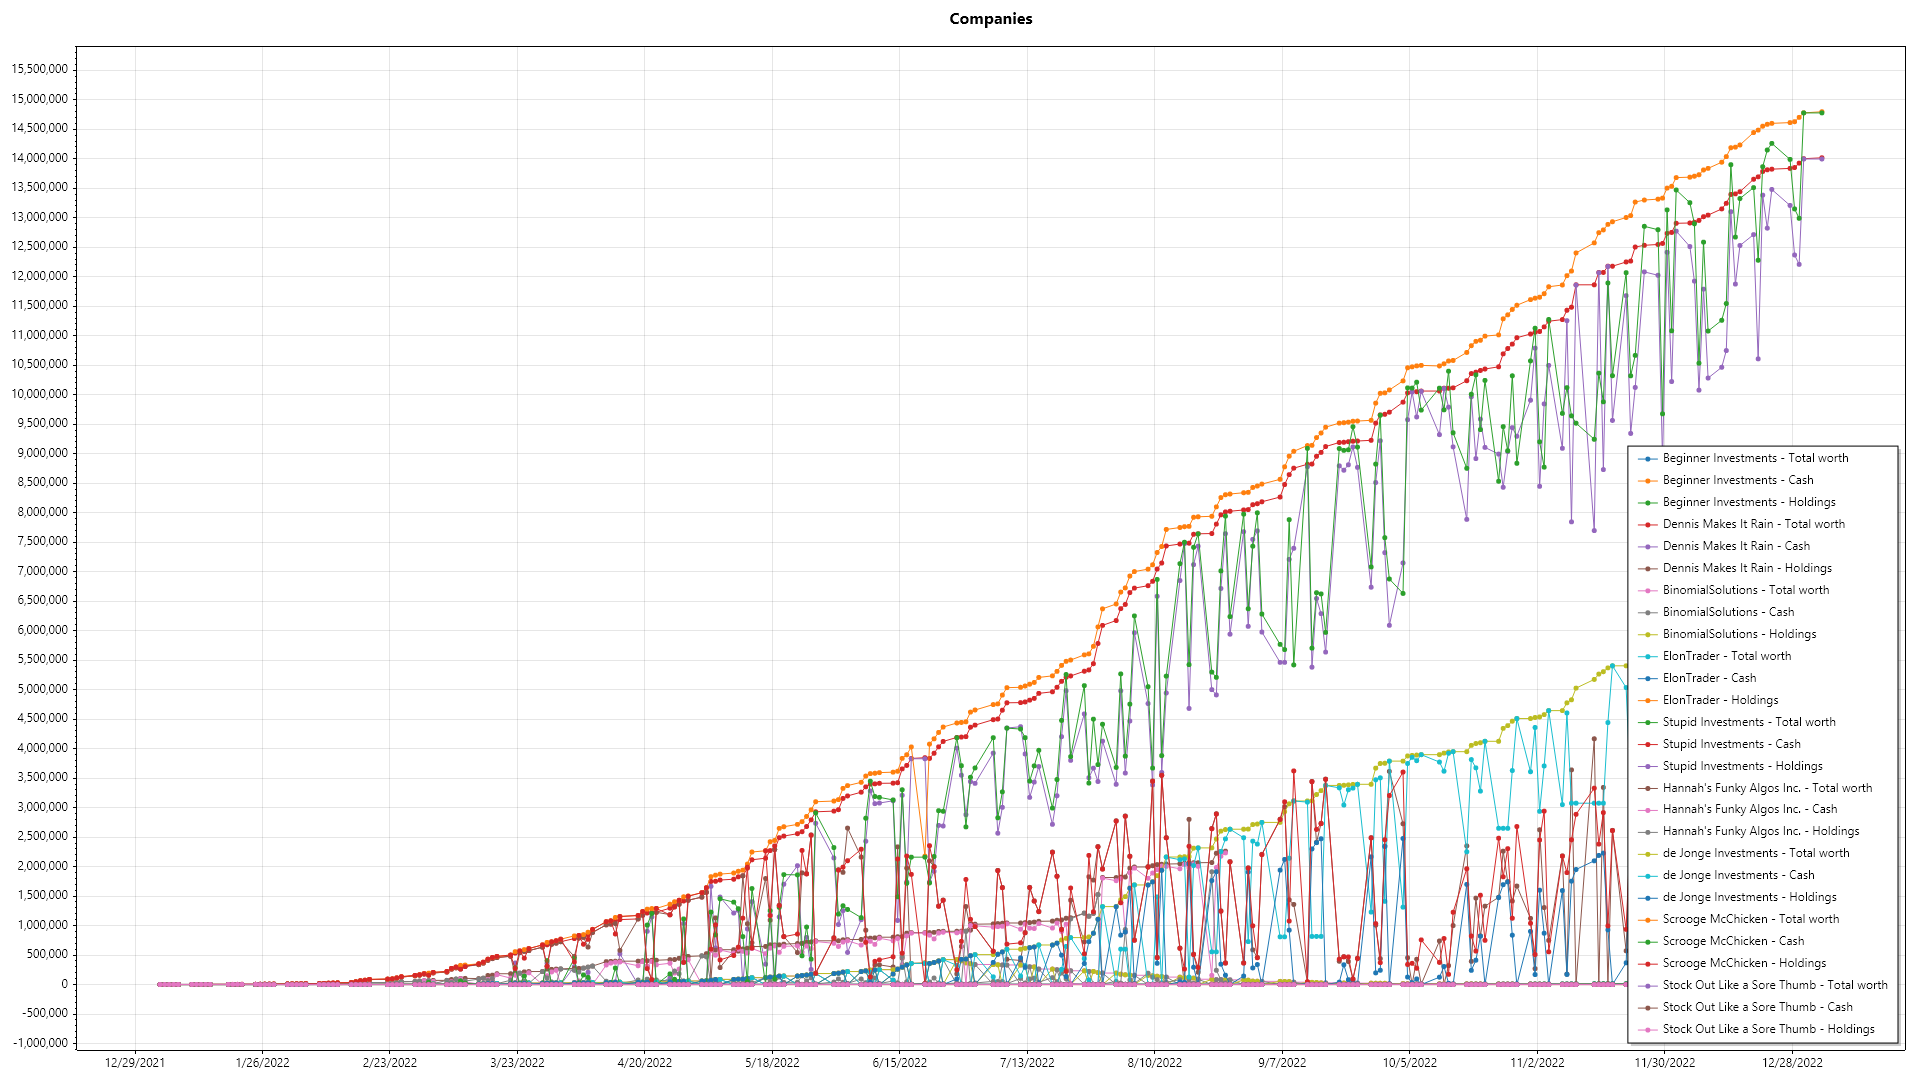 Companies
15,500,000
15,000,000
14,500,000
14,000,000
13,500,000
13,000,000
12,500,000
12,000,000
11,500,000
11,000,000
10,500,000
10,000,000
9,500,000
9,000,000
8,500,000
8,000,000
7,500,000
7,000,000
6,500,000
6,000,000
5,500,000
5,000,000
4,500,000
4,000,000
3,500,000
3,000,000
2,500,000
2,000,000
1,500,000
1,000,000
500,000
0
-500,000
-1,000,000
Beginner Investments - Total worth
Beginner Investments - Cash
Beginner Investments - Holdings
Dennis Makes It Rain - Total worth
Dennis Makes It Rain - Cash
Dennis Makes It Rain - Holdings
BinomialSolutions - Total worth
BinomialSolutions - Cash
BinomialSolutions - Holdings
ElonTrader - Total worth
ElonTrader - Cash
ElonTrader - Holdings
Stupid Investments - Total worth
Stupid Investments - Cash
Stupid Investments - Holdings
Hannah's Funky Algos Inc. - Total worth
Hannah's Funky Algos Inc. - Cash
Hannah's Funky Algos Inc. - Holdings
de Jonge Investments - Total worth
de Jonge Investments - Cash
de Jonge Investments - Holdings
Scrooge McChicken - Total worth
Scrooge McChicken - Cash
Scrooge McChicken - Holdings
Stock Out Like a Sore Thumb - Total worth
Stock Out Like a Sore Thumb - Cash
Stock Out Like a Sore Thumb - Holdings
12/29/2021 1/26/2022 2/23/2022 3/23/2022 4/20/2022 5/18/2022 6/15/2022 7/13/2022 8/10/2022 9/7/2022 10/5/2022 11/2/2022 11/30/2022 12/28/2022